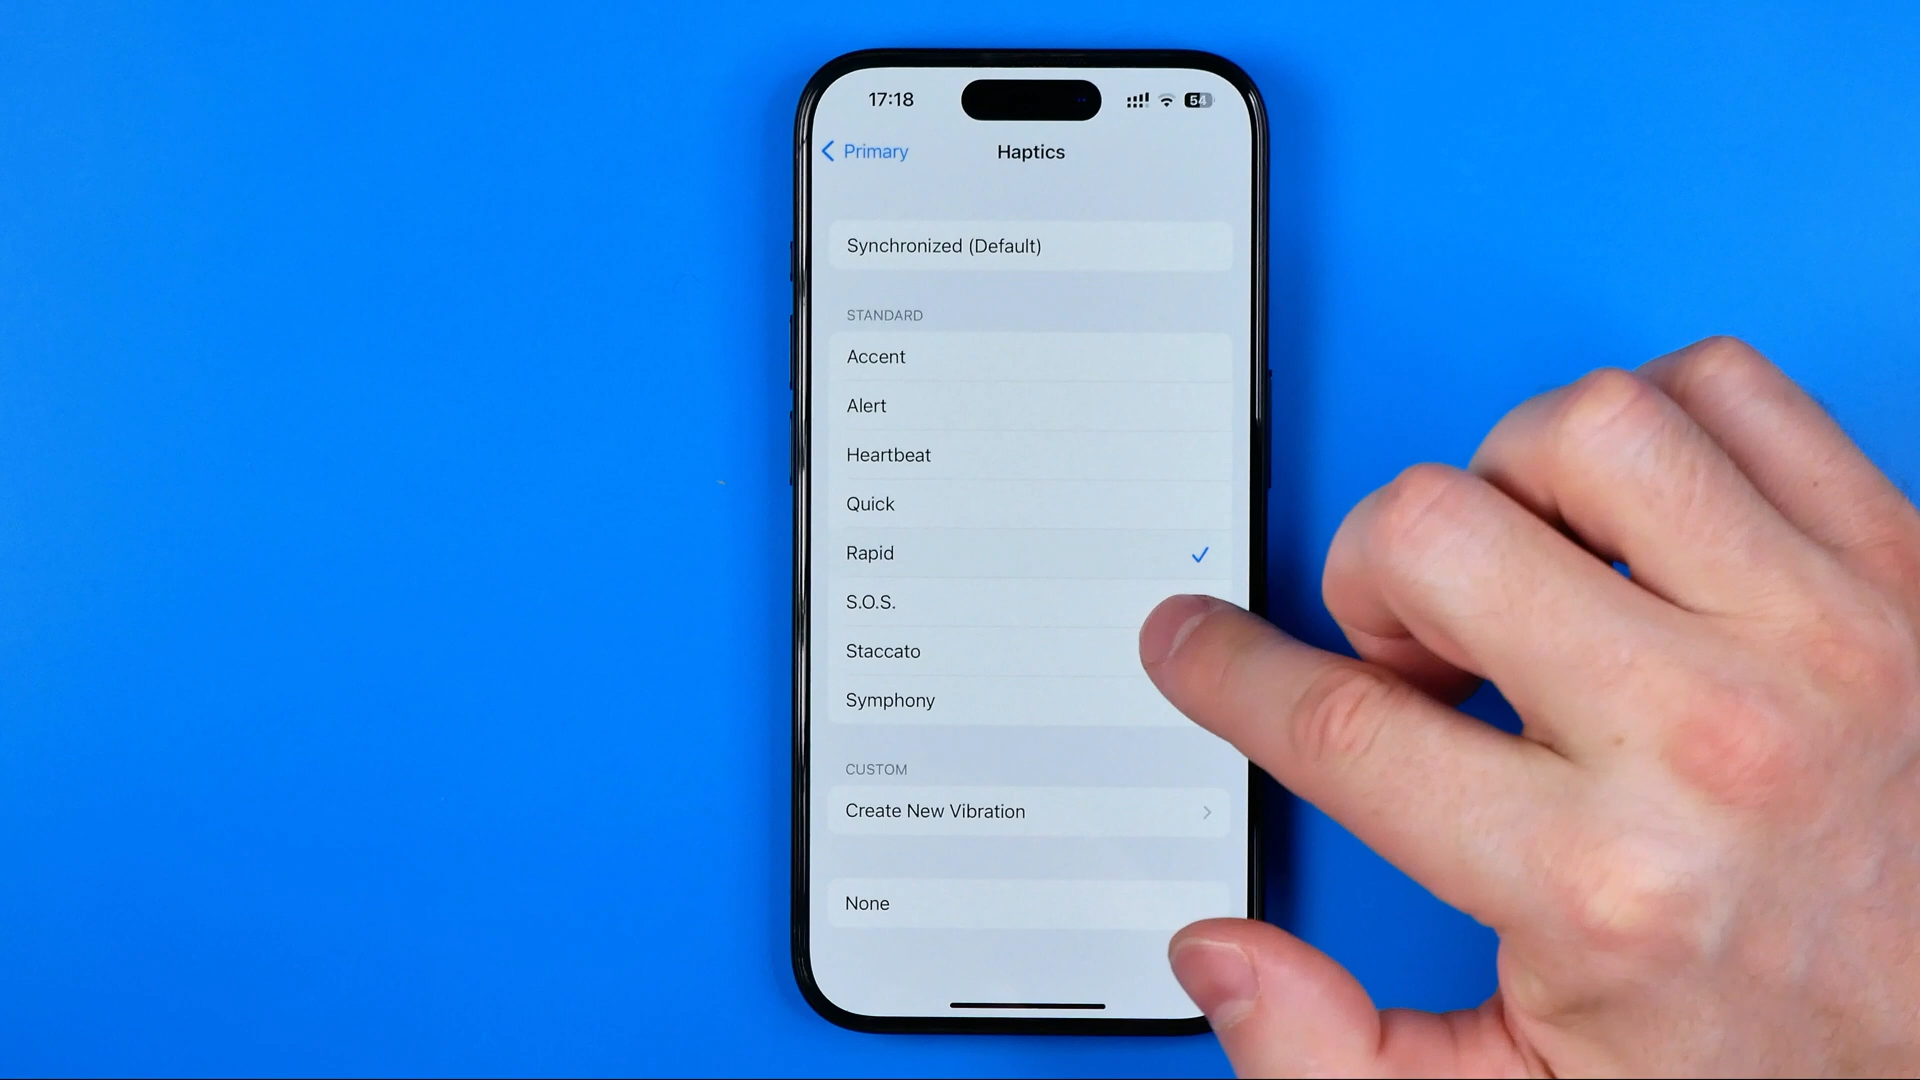 17:18
54
Primary
Haptics
Synchronized (Default)
STANDARD
Accent
Alert
Heartbeat
Quick
Rapid
S.O.S.
Staccato
Symphony
CUSTOM
Create New Vibration
None